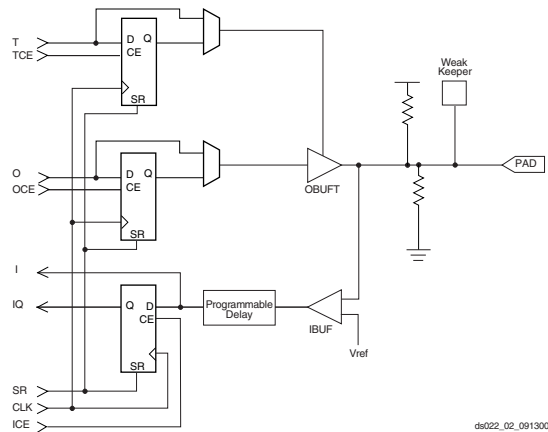 T
TCE
D Q
CE
SR
Weak
Keeper
O
OCE
D Q
CE
SR
OBUFT
PAD
I
IQ
Q D
CE
SR
Programmable
Delay
IBUF
Vref
SR
CLK
ICE
ds022_02_091300